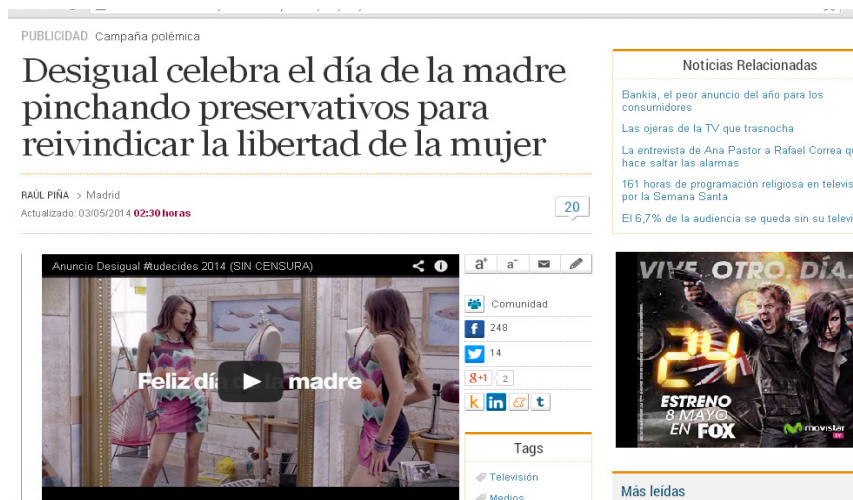 PUBLICIDAD Campaña polémica
Desigual celebra el día de la madre
pinchando preservativos para
reivindicar la libertad de la mujer
RAÚL PIÑA > Madrid
Actualizado: 03/05/2014 02:30 horas
20
Anuncio Desigual #tudecides 2014 (SIN CENSURA)
Feliz día madre
a+ a-
Comunidad
f 248
14
g+1 2
k in t
Tags
Televisión
Medios
Noticias Relacionadas
Bankia, el peor anuncio del año para los
consumidores
Las ojeras de la TV que trasnocha
La entrevista de Ana Pastor a Rafael Correa
hace saltar las alarmas
161 horas de programación religiosa en
por la Semana Santa
El 6,7% de la audiencia se queda sin su
VIVE OTRO DÍA.
24
ESTRENO
8 MAYO
EN FOX
movistar
TV
Más leídas